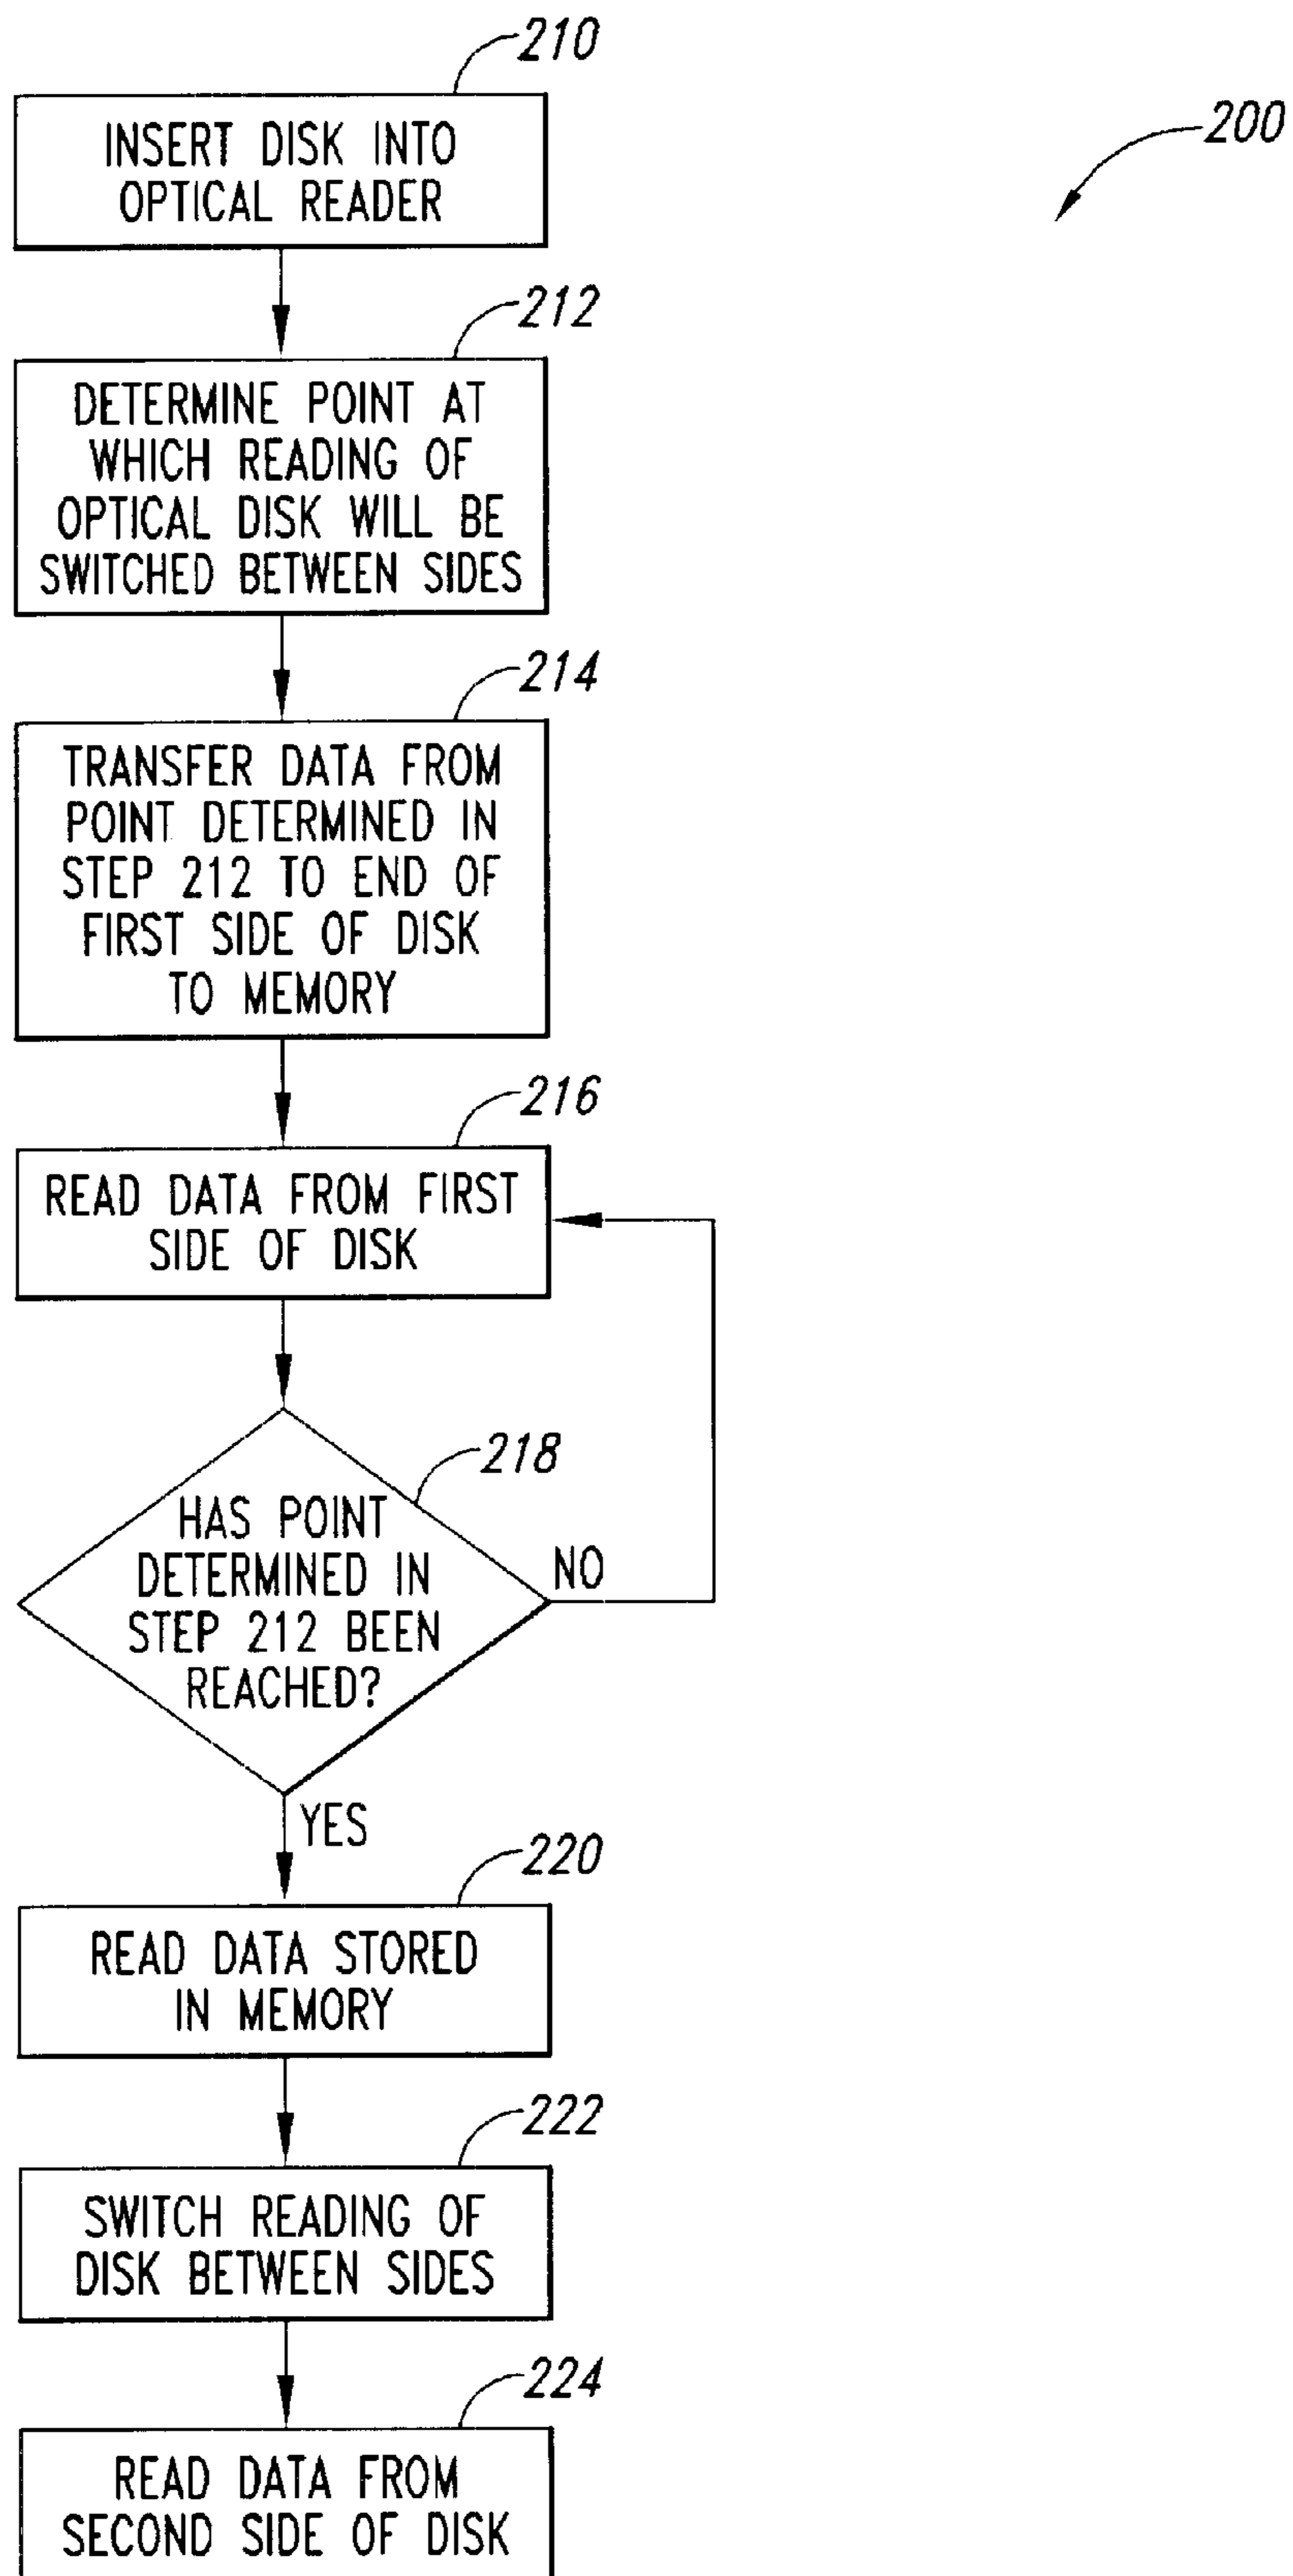 210
200
INSERT DISK INTO
OPTICAL READER
212
DETERMINE POINT AT
WHICH READING OF
OPTICAL DISK WILL BE
SWITCHED BETWEEN SIDES
214
TRANSFER DATA FROM
POINT DETERMINED IN
STEP 212 TO END OF
FIRST SIDE OF DISK
TO MEMORY
216
READ DATA FROM FIRST
SIDE OF DISK
218
HAS POINT
DETERMINED IN
STEP 212 BEEN
REACHED?
NO
YES
220
READ DATA STORED
IN MEMORY
222
SWITCH READING OF
DISK BETWEEN SIDES
224
READ DATA FROM
SECOND SIDE OF DISK